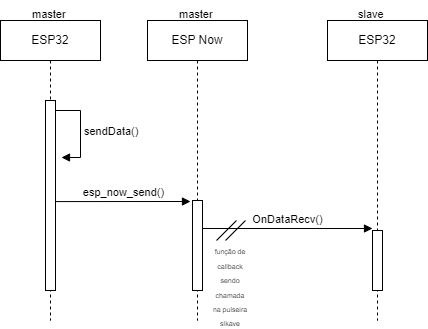 master
master
slave
ESP32
ESP Now
ESP32
sendData()
esp_now_send()
OnDataRecv()
função de
callback
sendo
chamada
na pulseira
slkave